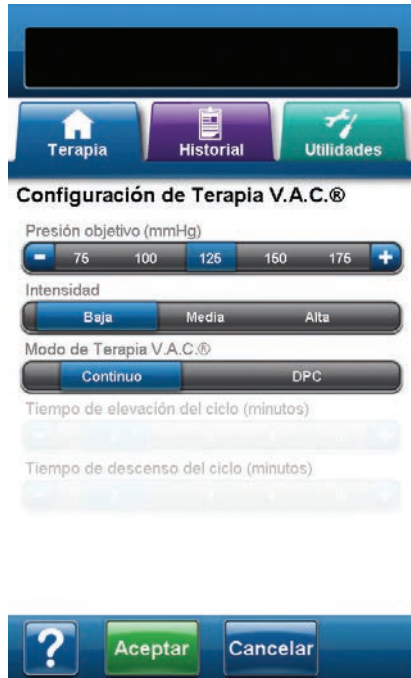 Terapia Historial Utilidades
Configuración de Terapia V.A.C.®
Presión objetivo (mmHg)
- 75 100 125 150 175 +
Intensidad
Baja Media Alta
Modo de Terapia V.A.C.®
Continuo DPC
Tiempo de elevación del ciclo (minutos)
Tiempo de descenso del ciclo (minutos)
? Aceptar Cancelar